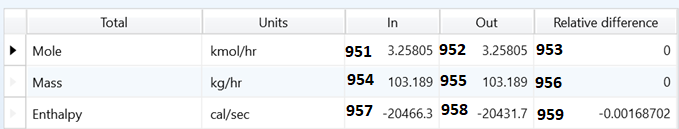 Total Units In Out Relative difference
Mole kmol/hr 951 3.25805 952 3.25805 953 0
Mass kg/hr 954 103.189 955 103.189 956 0
Enthalpy cal/sec 957 -20466.3 958 -20431.7 959 -0.00168702